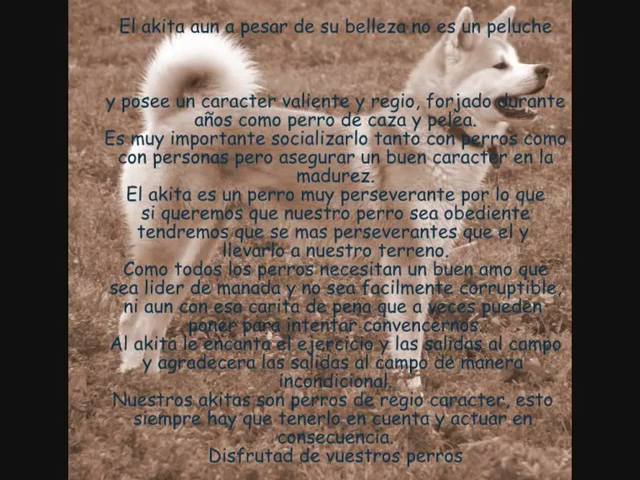 El akita aun a pesar de su belleza no es un peluche
y posee un caracter valiente y regio, forjado durante
años como perro de caza y pelea.
Es muy importante socializarlo tanto con perros como
con personas pero asegurar un buen caracter en la
madurez.
El akita es un perro muy perseverante por lo que
si queremos que nuestro perro sea obediente
tendremos que se mas perseverantes que el y
llevarlo a nuestro terreno.
Como todos los perros necesitan un buen amo que
sea lider de manada y no sea facilmente corruptible,
ni aun con esa carita de pena que a veces pueden
poner para intentar convencernos.
Al akita le encanta el ejercicio y las salidas al campo
y agradecera las salidas al campo de manera
incondicional.
Nuestros akitas son perros de regio caracter, esto
siempre hay que tenerlo en cuenta y actuar en
consecuencia.
Disfrutad de vuestros perros